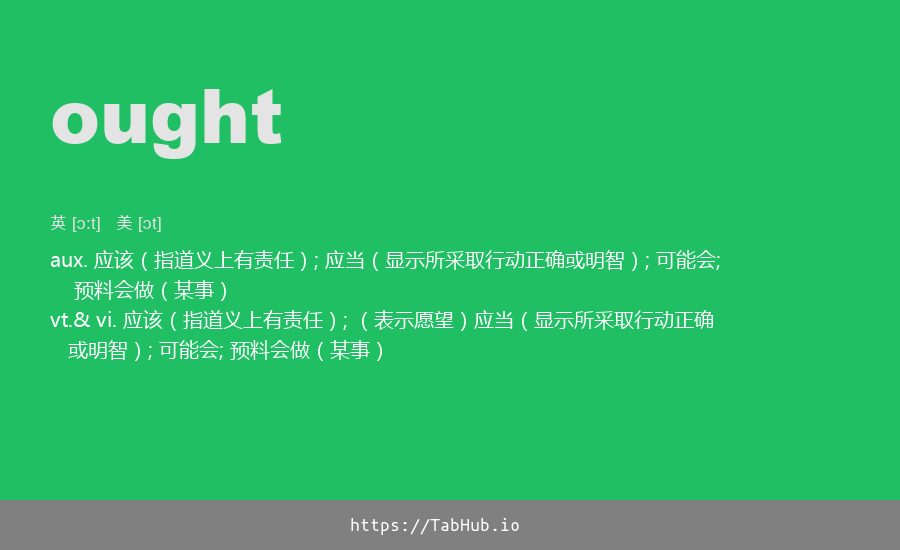 ought
英 [ɔːt]   美 [ɔt]
aux. 应该（指道义上有责任）; 应当（显示所采取行动正确或明智）; 可能会;
预料会做（某事）
vt.& vi. 应该（指道义上有责任）; （表示愿望）应当（显示所采取行动正确
或明智）; 可能会; 预料会做（某事）
https://TabHub.io